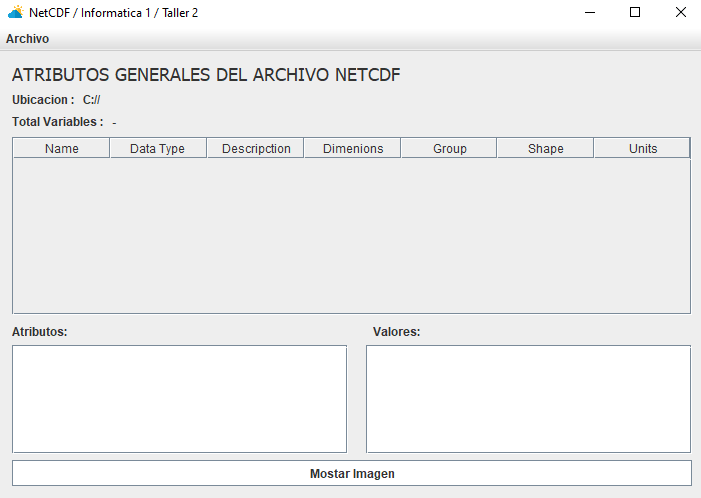 NetCDF / Informatica 1 / Taller 2
Archivo
ATRIBUTOS GENERALES DEL ARCHIVO NETCDF
Ubicacion : C://
Total Variables : -
Name Data Type Descripction Dimenions Group Shape Units
Atributos: Valores:
Mostar Imagen